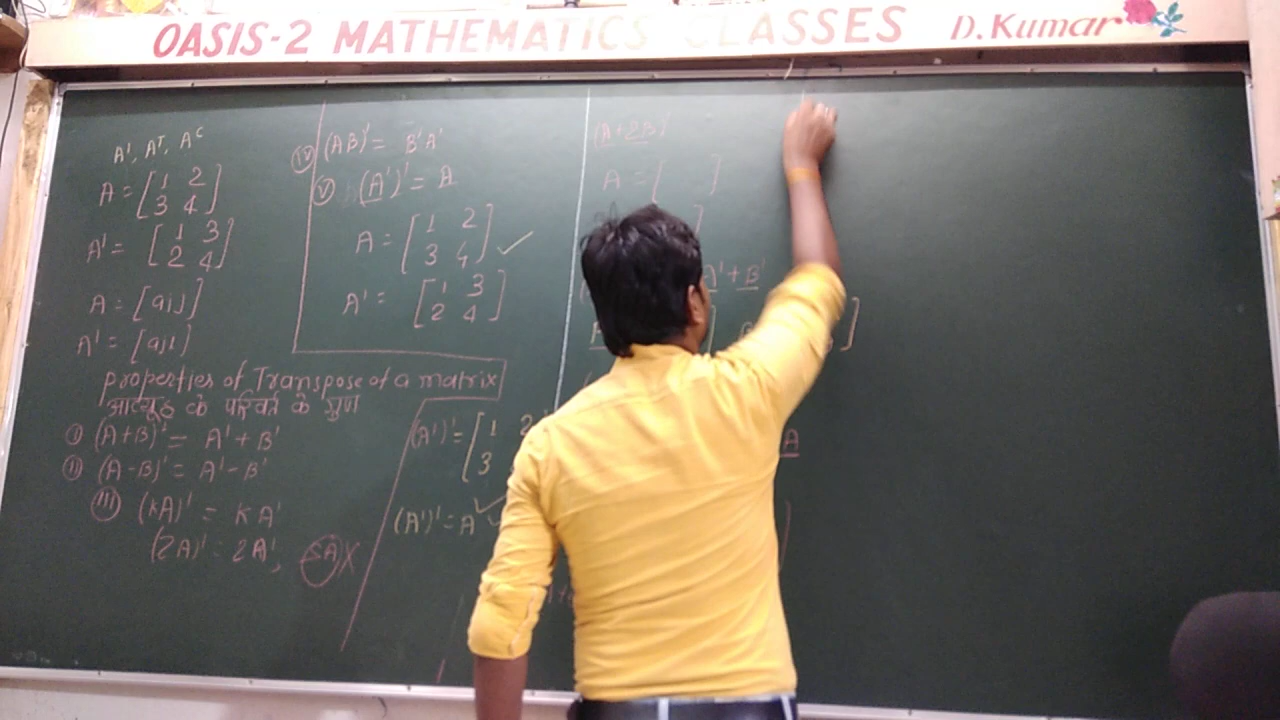 OASIS-2 MATHEMATICS CLASSES D.Kumar
A', Aᵀ, Aᶜ
A = [1 2
3 4]
A' = [1 3
2 4]
A = [aij]
A' = [aji]
Properties of Transpose of a matrix
आव्यूह के परिवर्त के गुण
(i) (A+B)' = A'+B'
(ii) (A-B)' = A'-B'
(iii) (kA)' = kA'
(2A)' = 2A',
(iv) (AB)' = B'A'
(v) (A')' = A
A = [1 2
3 4] ✓
A' = [1 3
2 4]
(A')' = [1 2
3
(A')' = A ✓
(A+2B)'
A = [ ]
]
A'+B'
]
A